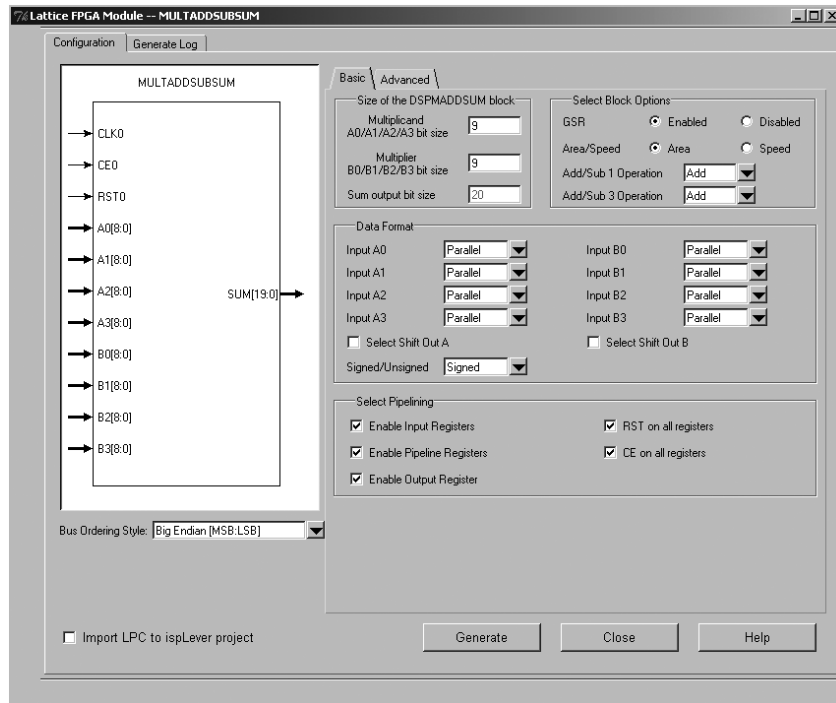 Lattice FPGA Module -- MULTADDSUBSUM
Configuration
Generate Log
MULTADDSUBSUM
CLK0
CE0
RST0
A0[8:0]
A1[8:0]
A2[8:0]
A3[8:0]
B0[8:0]
B1[8:0]
B2[8:0]
B3[8:0]
SUM[19:0]
Bus Ordering Style: Big Endian [MSB:LSB]
Basic
Advanced
Size of the DSPMADDSUM block
Multiplicand
A0/A1/A2/A3 bit size 9
Multiplier
B0/B1/B2/B3 bit size 9
Sum output bit size 20
Select Block Options
GSR Enabled Disabled
Area/Speed Area Speed
Add/Sub 1 Operation Add
Add/Sub 3 Operation Add
Data Format
Input A0 Parallel Input B0 Parallel
Input A1 Parallel Input B1 Parallel
Input A2 Parallel Input B2 Parallel
Input A3 Parallel Input B3 Parallel
Select Shift Out A Select Shift Out B
Signed/Unsigned Signed
Select Pipelining
Enable Input Registers RST on all registers
Enable Pipeline Registers CE on all registers
Enable Output Register
Import LPC to ispLever project
Generate
Close
Help